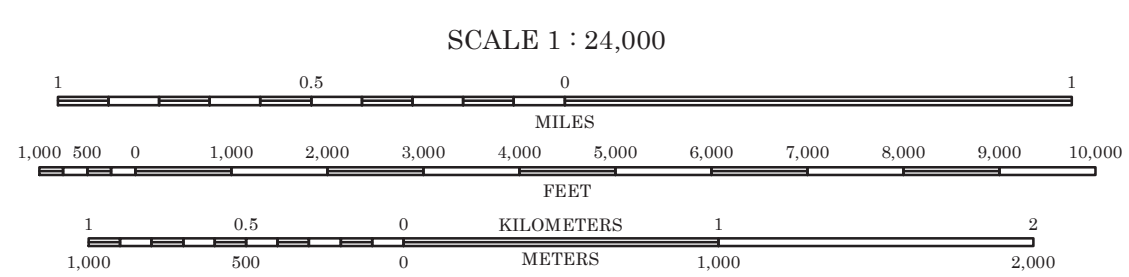 SCALE 1 : 24,000
1 0.5 0 1
MILES
1,000 500 0 1,000 2,000 3,000 4,000 5,000 6,000 7,000 8,000 9,000 10,000
FEET
1 0.5 0 KILOMETERS 1 2
1,000 500 0 METERS 1,000 2,000